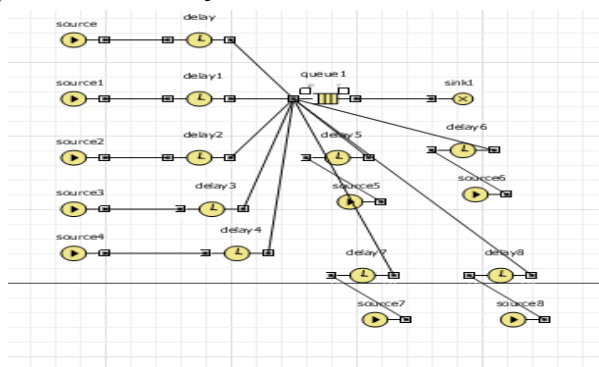 source
delay
source1
delay1
queue1
sink1
source2
delay2
delay5
delay6
source3
delay3
source5
source6
source4
delay4
delay7
delay8
source7
source8